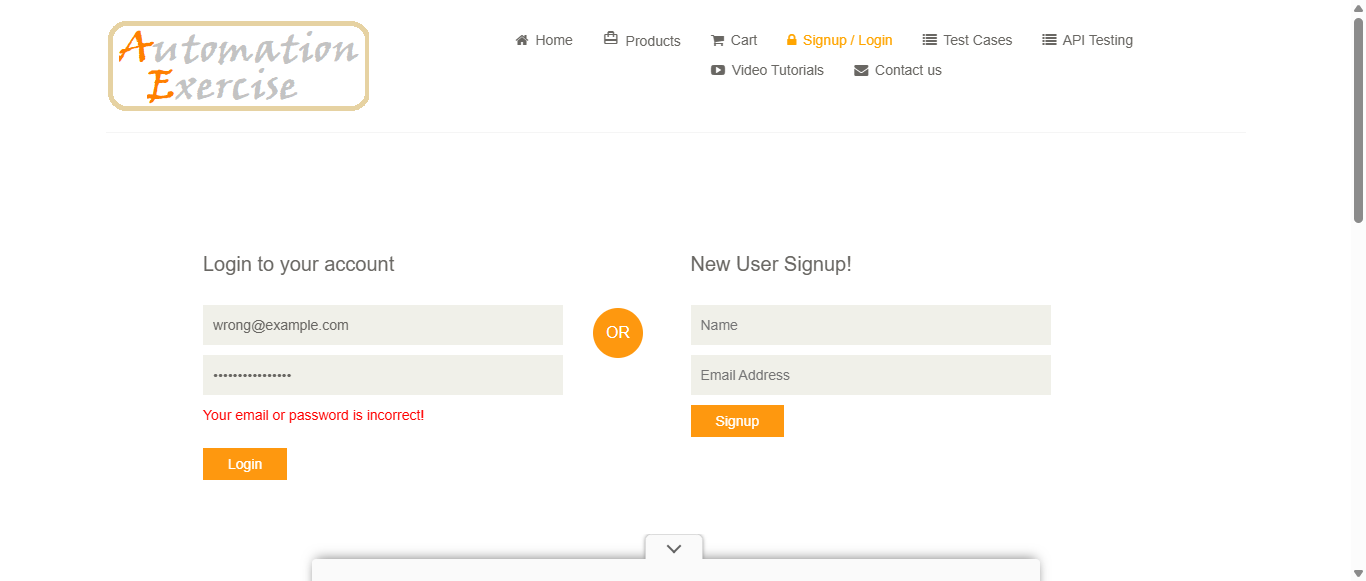 Automation
Exercise
Home Products Cart Signup / Login Test Cases API Testing
Video Tutorials Contact us
Login to your account
wrong@example.com
••••••••••••••••
Your email or password is incorrect!
Login
OR
New User Signup!
Name
Email Address
Signup